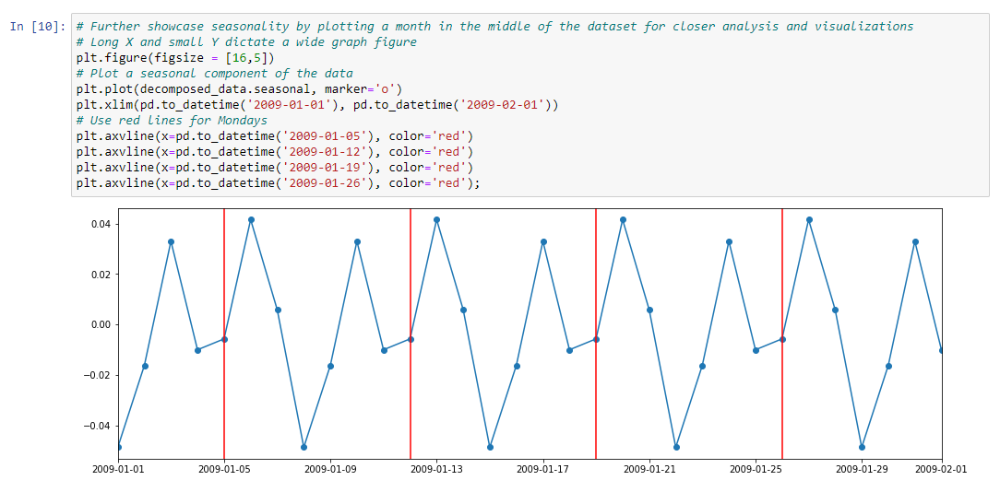 In [10]: # Further showcase seasonality by plotting a month in the middle of the dataset for closer analysis and visualizations
# Long X and small Y dictate a wide graph figure
plt.figure(figsize = [16,5])
# Plot a seasonal component of the data
plt.plot(decomposed_data.seasonal, marker='o')
plt.xlim(pd.to_datetime('2009-01-01'), pd.to_datetime('2009-02-01'))
# Use red lines for Mondays
plt.axvline(x=pd.to_datetime('2009-01-05'), color='red')
plt.axvline(x=pd.to_datetime('2009-01-12'), color='red')
plt.axvline(x=pd.to_datetime('2009-01-19'), color='red')
plt.axvline(x=pd.to_datetime('2009-01-26'), color='red');
0.04
0.02
0.00
−0.02
−0.04
2009-01-01 2009-01-05 2009-01-09 2009-01-13 2009-01-17 2009-01-21 2009-01-25 2009-01-29 2009-02-01